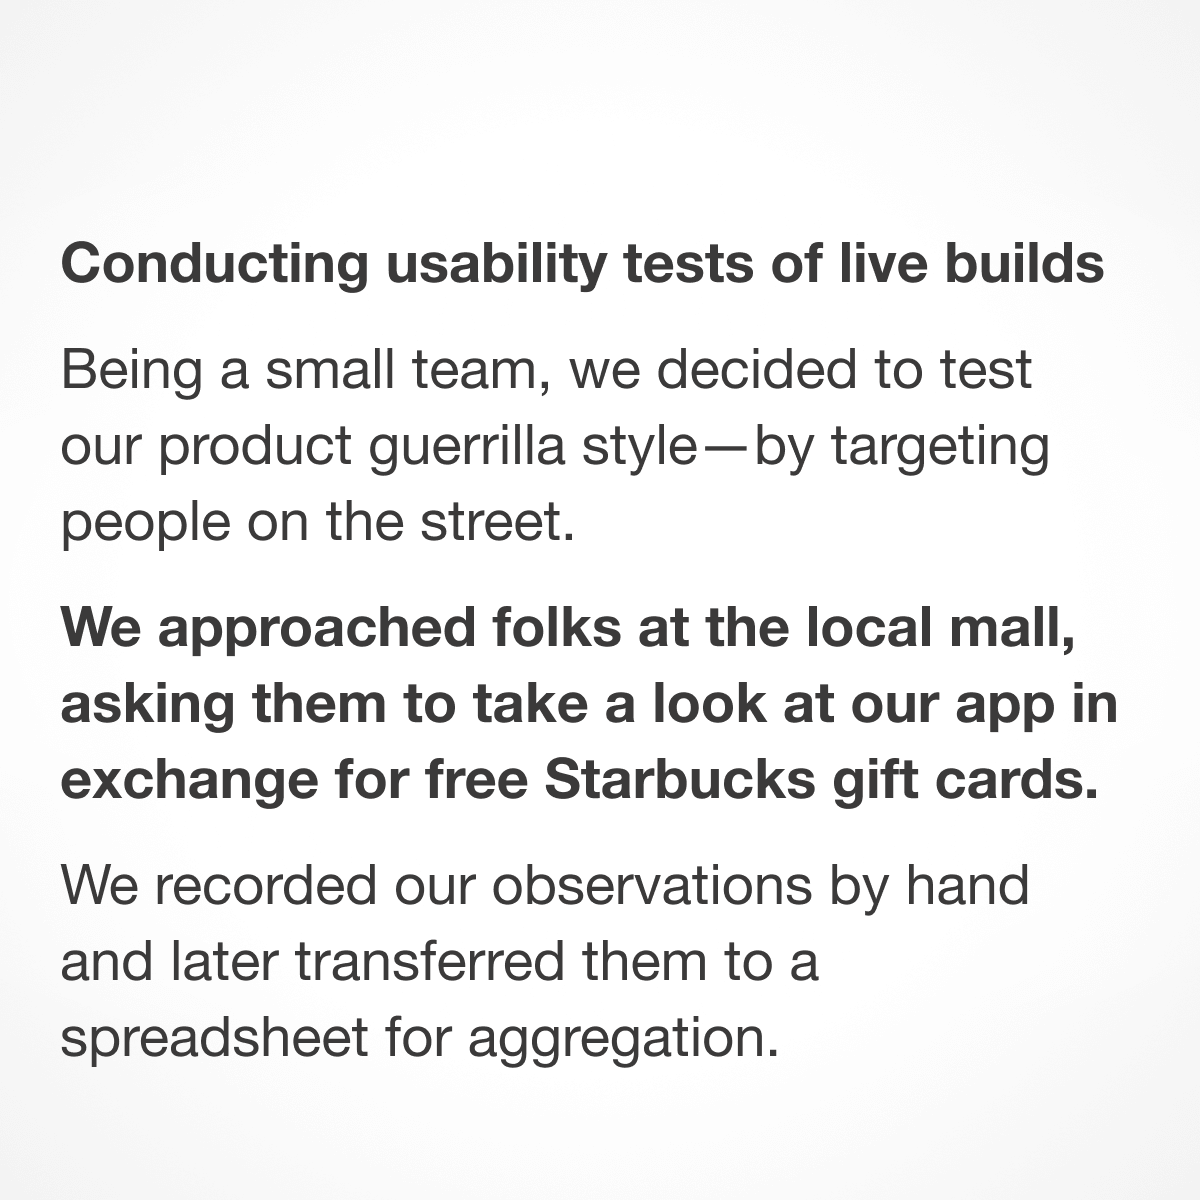 Conducting usability tests of live builds
Being a small team, we decided to test
our product guerrilla style—by targeting
people on the street.
We approached folks at the local mall,
asking them to take a look at our app in
exchange for free Starbucks gift cards.
We recorded our observations by hand
and later transferred them to a
spreadsheet for aggregation.